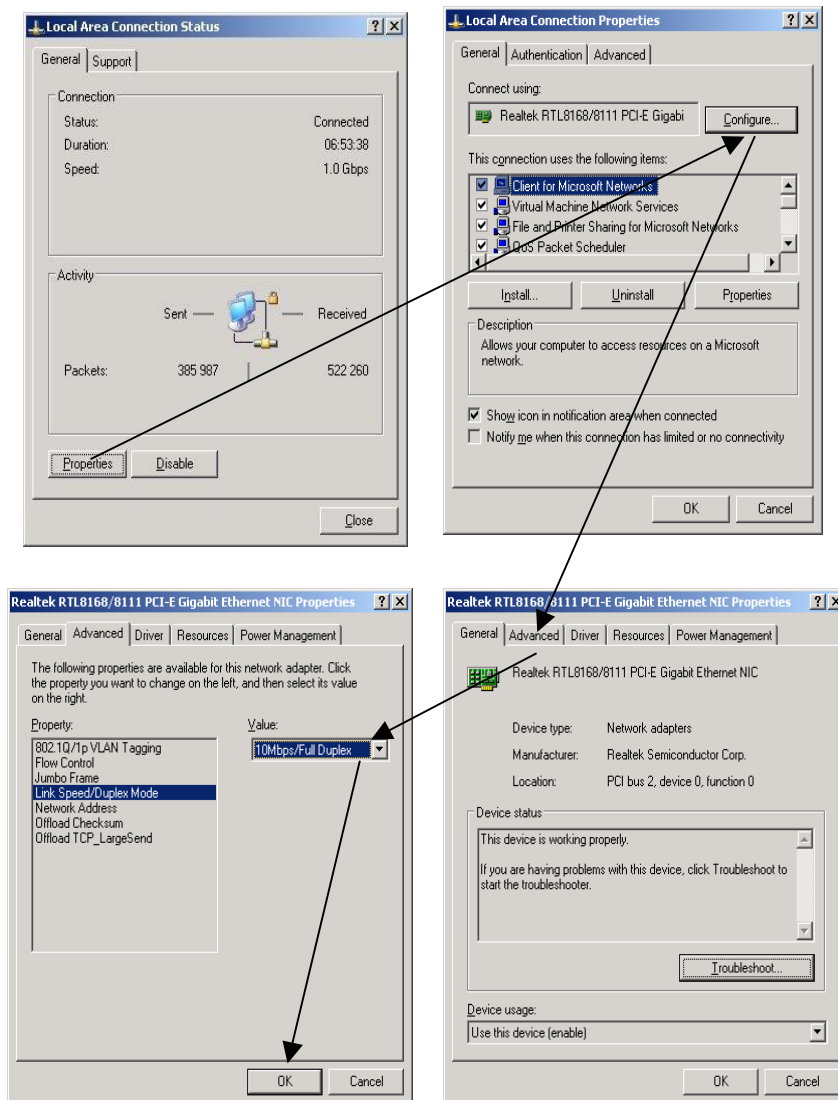 Local Area Connection Status
General
Support
Connection
Status: Connected
Duration: 06:53:38
Speed: 1.0 Gbps
Activity
Sent
Received
Packets: 385 987 522 260
Properties
Disable
Close
Local Area Connection Properties
General
Authentication
Advanced
Connect using:
Realtek RTL8168/8111 PCI-E Gigabi
Configure...
This connection uses the following items:
Client for Microsoft Networks
Virtual Machine Network Services
File and Printer Sharing for Microsoft Networks
QoS Packet Scheduler
Install...
Uninstall
Properties
Description
Allows your computer to access resources on a Microsoft
network.
Show icon in notification area when connected
Notify me when this connection has limited or no connectivity
OK
Cancel
Realtek RTL8168/8111 PCI-E Gigabit Ethernet NIC Properties
General
Advanced
Driver
Resources
Power Management
The following properties are available for this network adapter. Click
the property you want to change on the left, and then select its value
on the right.
Property:
Value:
802.1Q/1p VLAN Tagging
Flow Control
Jumbo Frame
Link Speed/Duplex Mode
Network Address
Offload Checksum
Offload TCP_LargeSend
10Mbps/Full Duplex
OK
Cancel
Realtek RTL8168/8111 PCI-E Gigabit Ethernet NIC Properties
General
Advanced
Driver
Resources
Power Management
Realtek RTL8168/8111 PCI-E Gigabit Ethernet NIC
Device type: Network adapters
Manufacturer: Realtek Semiconductor Corp.
Location: PCI bus 2, device 0, function 0
Device status
This device is working properly.
If you are having problems with this device, click Troubleshoot to
start the troubleshooter.
Troubleshoot...
Device usage:
Use this device (enable)
OK
Cancel